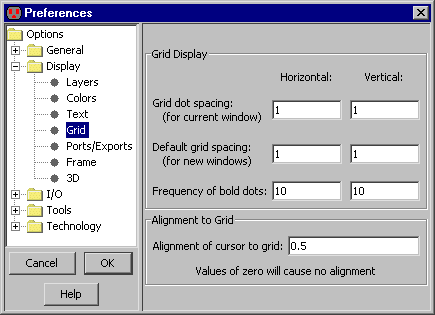 Preferences
Options
General
Display
Layers
Colors
Text
Grid
Ports/Exports
Frame
3D
I/O
Tools
Technology
Cancel
OK
Help
Grid Display
Horizontal: Vertical:
Grid dot spacing: 1 1
(for current window)
Default grid spacing: 1 1
(for new windows)
Frequency of bold dots: 10 10
Alignment to Grid
Alignment of cursor to grid: 0.5
Values of zero will cause no alignment